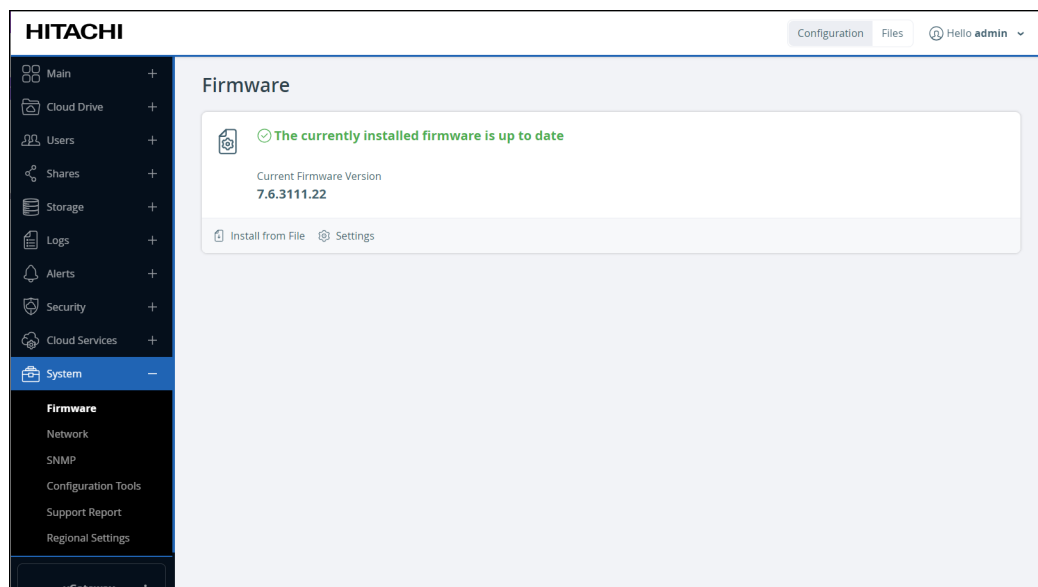 HITACHI
Configuration Files Hello admin
Main
Cloud Drive
Users
Shares
Storage
Logs
Alerts
Security
Cloud Services
System
Firmware
Network
SNMP
Configuration Tools
Support Report
Regional Settings
Firmware
The currently installed firmware is up to date
Current Firmware Version
7.6.3111.22
Install from File Settings